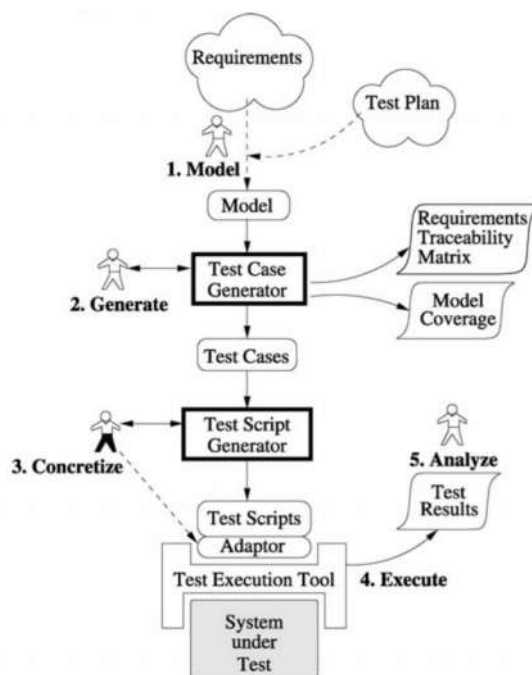 Requirements
Test Plan
1. Model
Model
Requirements
Traceability
Matrix
Test Case
Generator
2. Generate
Model
Coverage
Test Cases
Test Script
Generator
3. Concretize
5. Analyze
Test
Results
Test Scripts
Adaptor
Test Execution Tool
4. Execute
System
under
Test